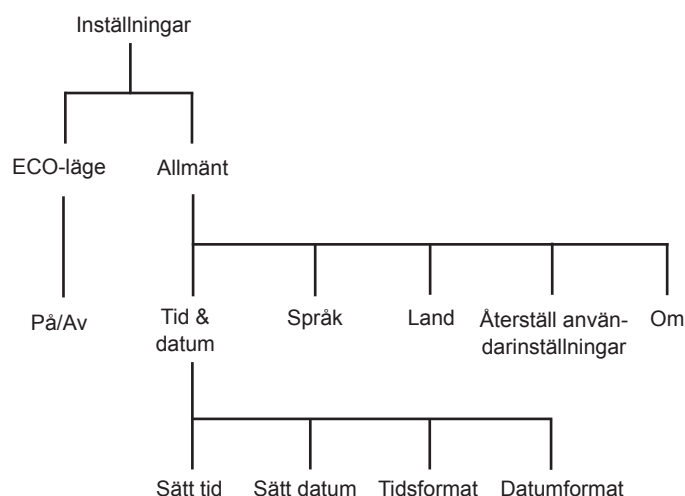 Inställningar
ECO-läge
Allmänt
På/Av
Tid &
datum
Språk
Land
Återställ använ-
darinställningar
Om
Sätt tid
Sätt datum
Tidsformat
Datumformat